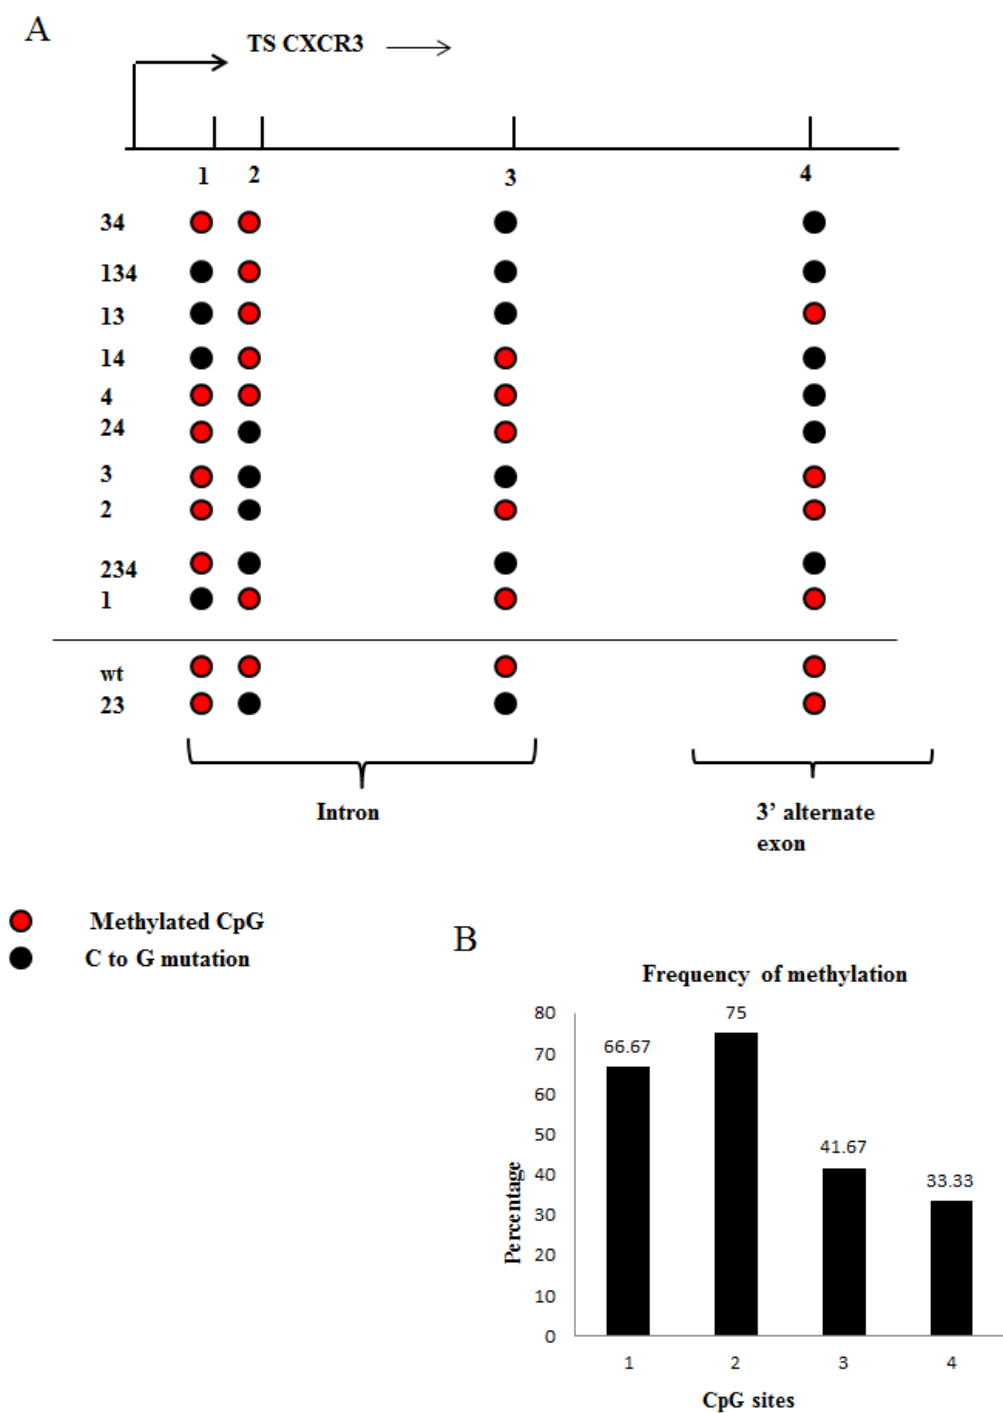 A
TS CXCR3
1 2 3 4
34
134
13
14
4
24
3
2
234
1
wt
23
Intron
3’ alternate
exon
Methylated CpG
C to G mutation
B
Frequency of methylation
Percentage
80
70
60
50
40
30
20
10
0
66.67
75
41.67
33.33
1 2 3 4
CpG sites